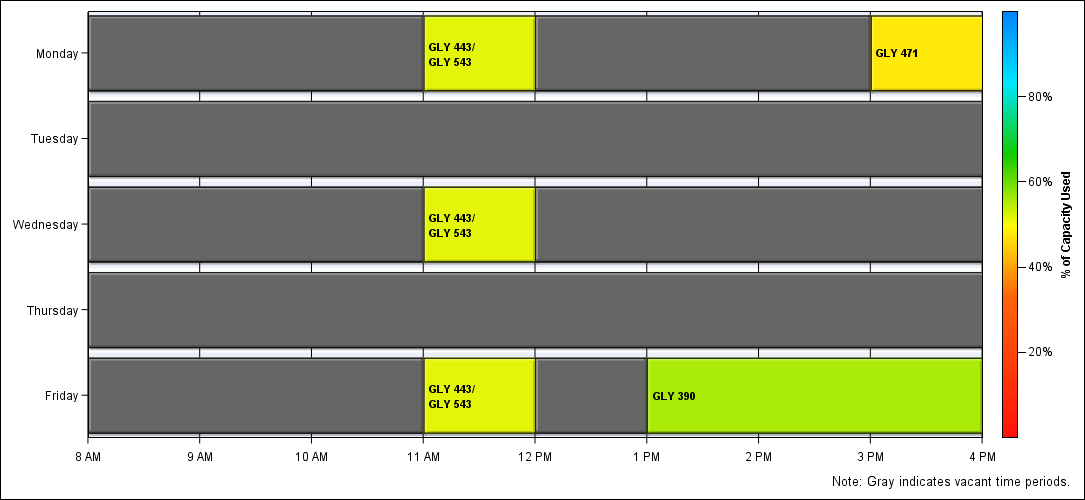 Monday
GLY 443/
GLY 543
GLY 471
Tuesday
Wednesday
GLY 443/
GLY 543
Thursday
Friday
GLY 443/
GLY 543
GLY 390
8 AM 9 AM 10 AM 11 AM 12 PM 1 PM 2 PM 3 PM 4 PM
80%
60%
40%
20%
% of Capacity Used
Note: Gray indicates vacant time periods.